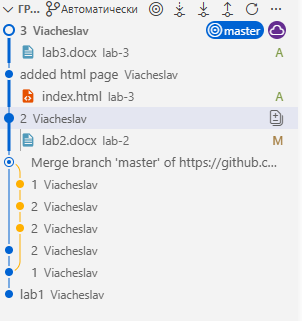 ГР... Автоматически
3 Viacheslav master
lab3.docx lab-3 A
added html page Viacheslav
index.html lab-3 A
2 Viacheslav
lab2.docx lab-2 M
Merge branch 'master' of https://github.c...
1 Viacheslav
2 Viacheslav
2 Viacheslav
2 Viacheslav
1 Viacheslav
lab1 Viacheslav